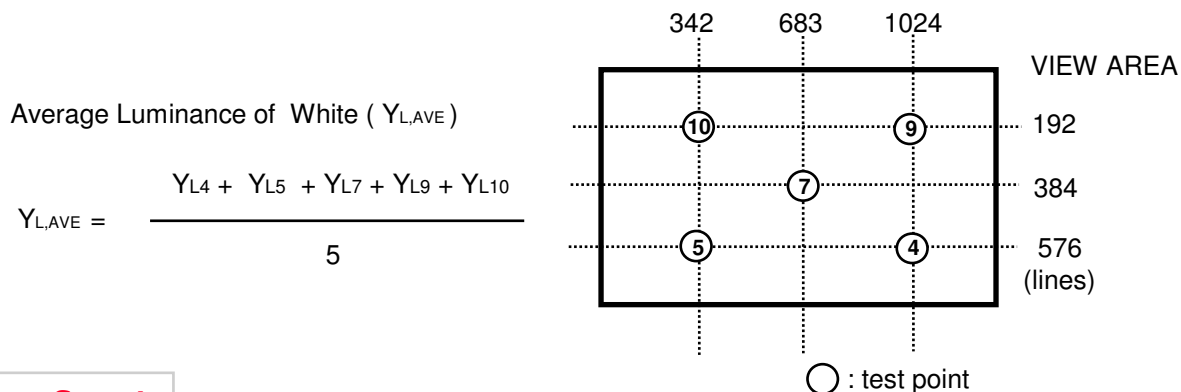 342 683 1024
VIEW AREA
Average Luminance of White ( YL,AVE )
10 9 192
YL4 + YL5 + YL7 + YL9 + YL10
7 384
YL,AVE =
5
5 4 576
(lines)
: test point